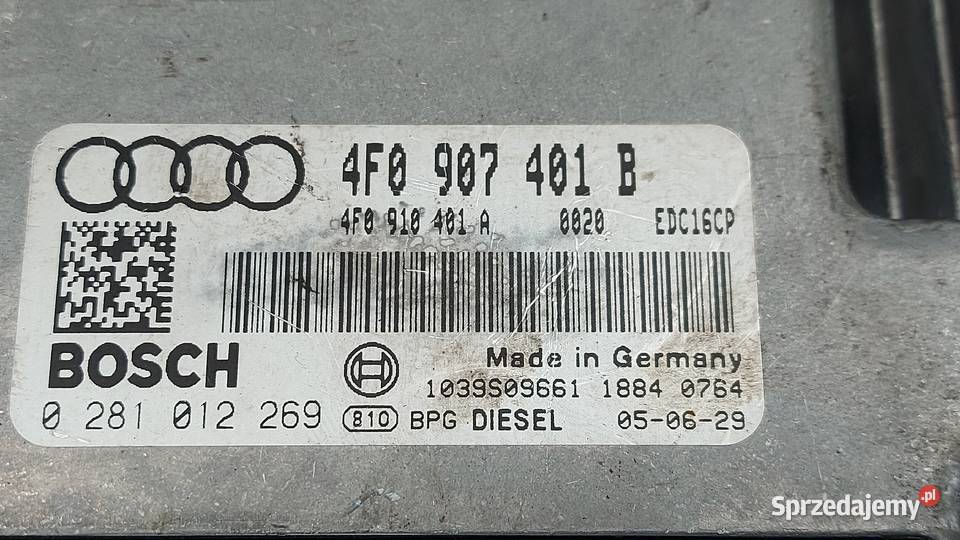 4F0 907 401 B
4F0 910 401 A 0020 EDC16CP
BOSCH
Made in Germany
1039S09661 1884 0764
0 281 012 269 810 BPG DIESEL 05-06-29
Sprzedajemy.pl